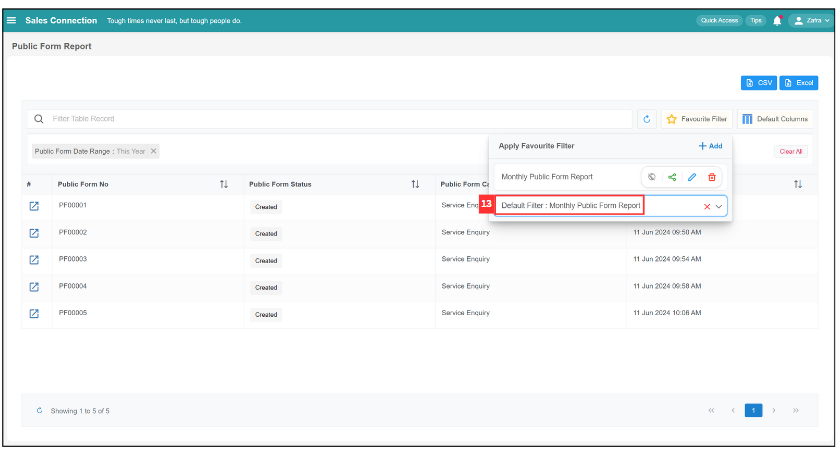 Sales Connection Tough times never last, but tough people do. Quick Access Tips Zafra
Public Form Report
CSV Excel
Filter Table Record Favourite Filter Default Columns
Public Form Date Range : This Year Clear All
Apply Favourite Filter + Add
Monthly Public Form Report
13 Default Filter : Monthly Public Form Report
# Public Form No Public Form Status Public Form Ca
PF00001 Created Service Enq
PF00002 Created Service Enquiry 11 Jun 2024 09:50 AM
PF00003 Created Service Enquiry 11 Jun 2024 09:54 AM
PF00004 Created Service Enquiry 11 Jun 2024 09:58 AM
PF00005 Created Service Enquiry 11 Jun 2024 10:06 AM
Showing 1 to 5 of 5 1